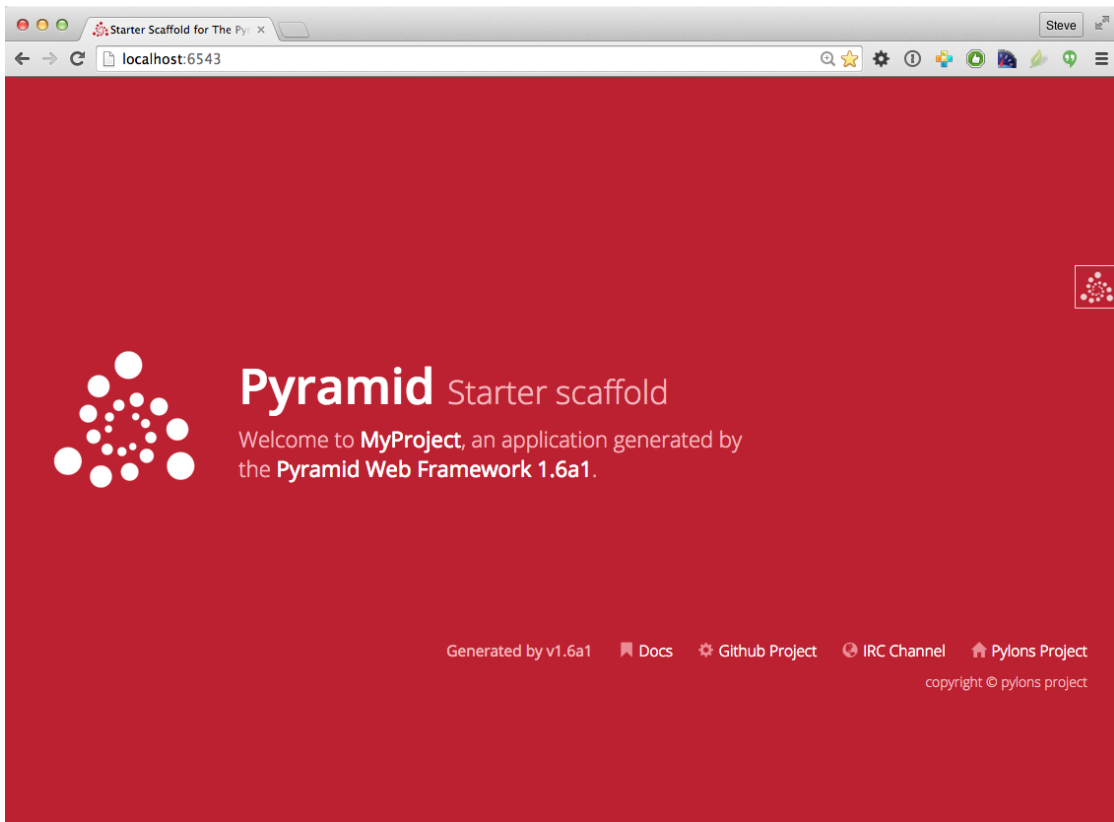 Starter Scaffold for The Pyr
Steve
localhost:6543
Pyramid Starter scaffold
Welcome to MyProject, an application generated by
the Pyramid Web Framework 1.6a1.
Generated by v1.6a1 Docs Github Project IRC Channel Pylons Project
copyright © pylons project